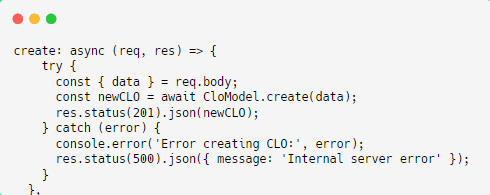 create: async (req, res) => {
    try {
      const { data } = req.body;
      const newCLO = await CloModel.create(data);
      res.status(201).json(newCLO);
    } catch (error) {
      console.error('Error creating CLO:', error);
      res.status(500).json({ message: 'Internal server error' });
    }
  },